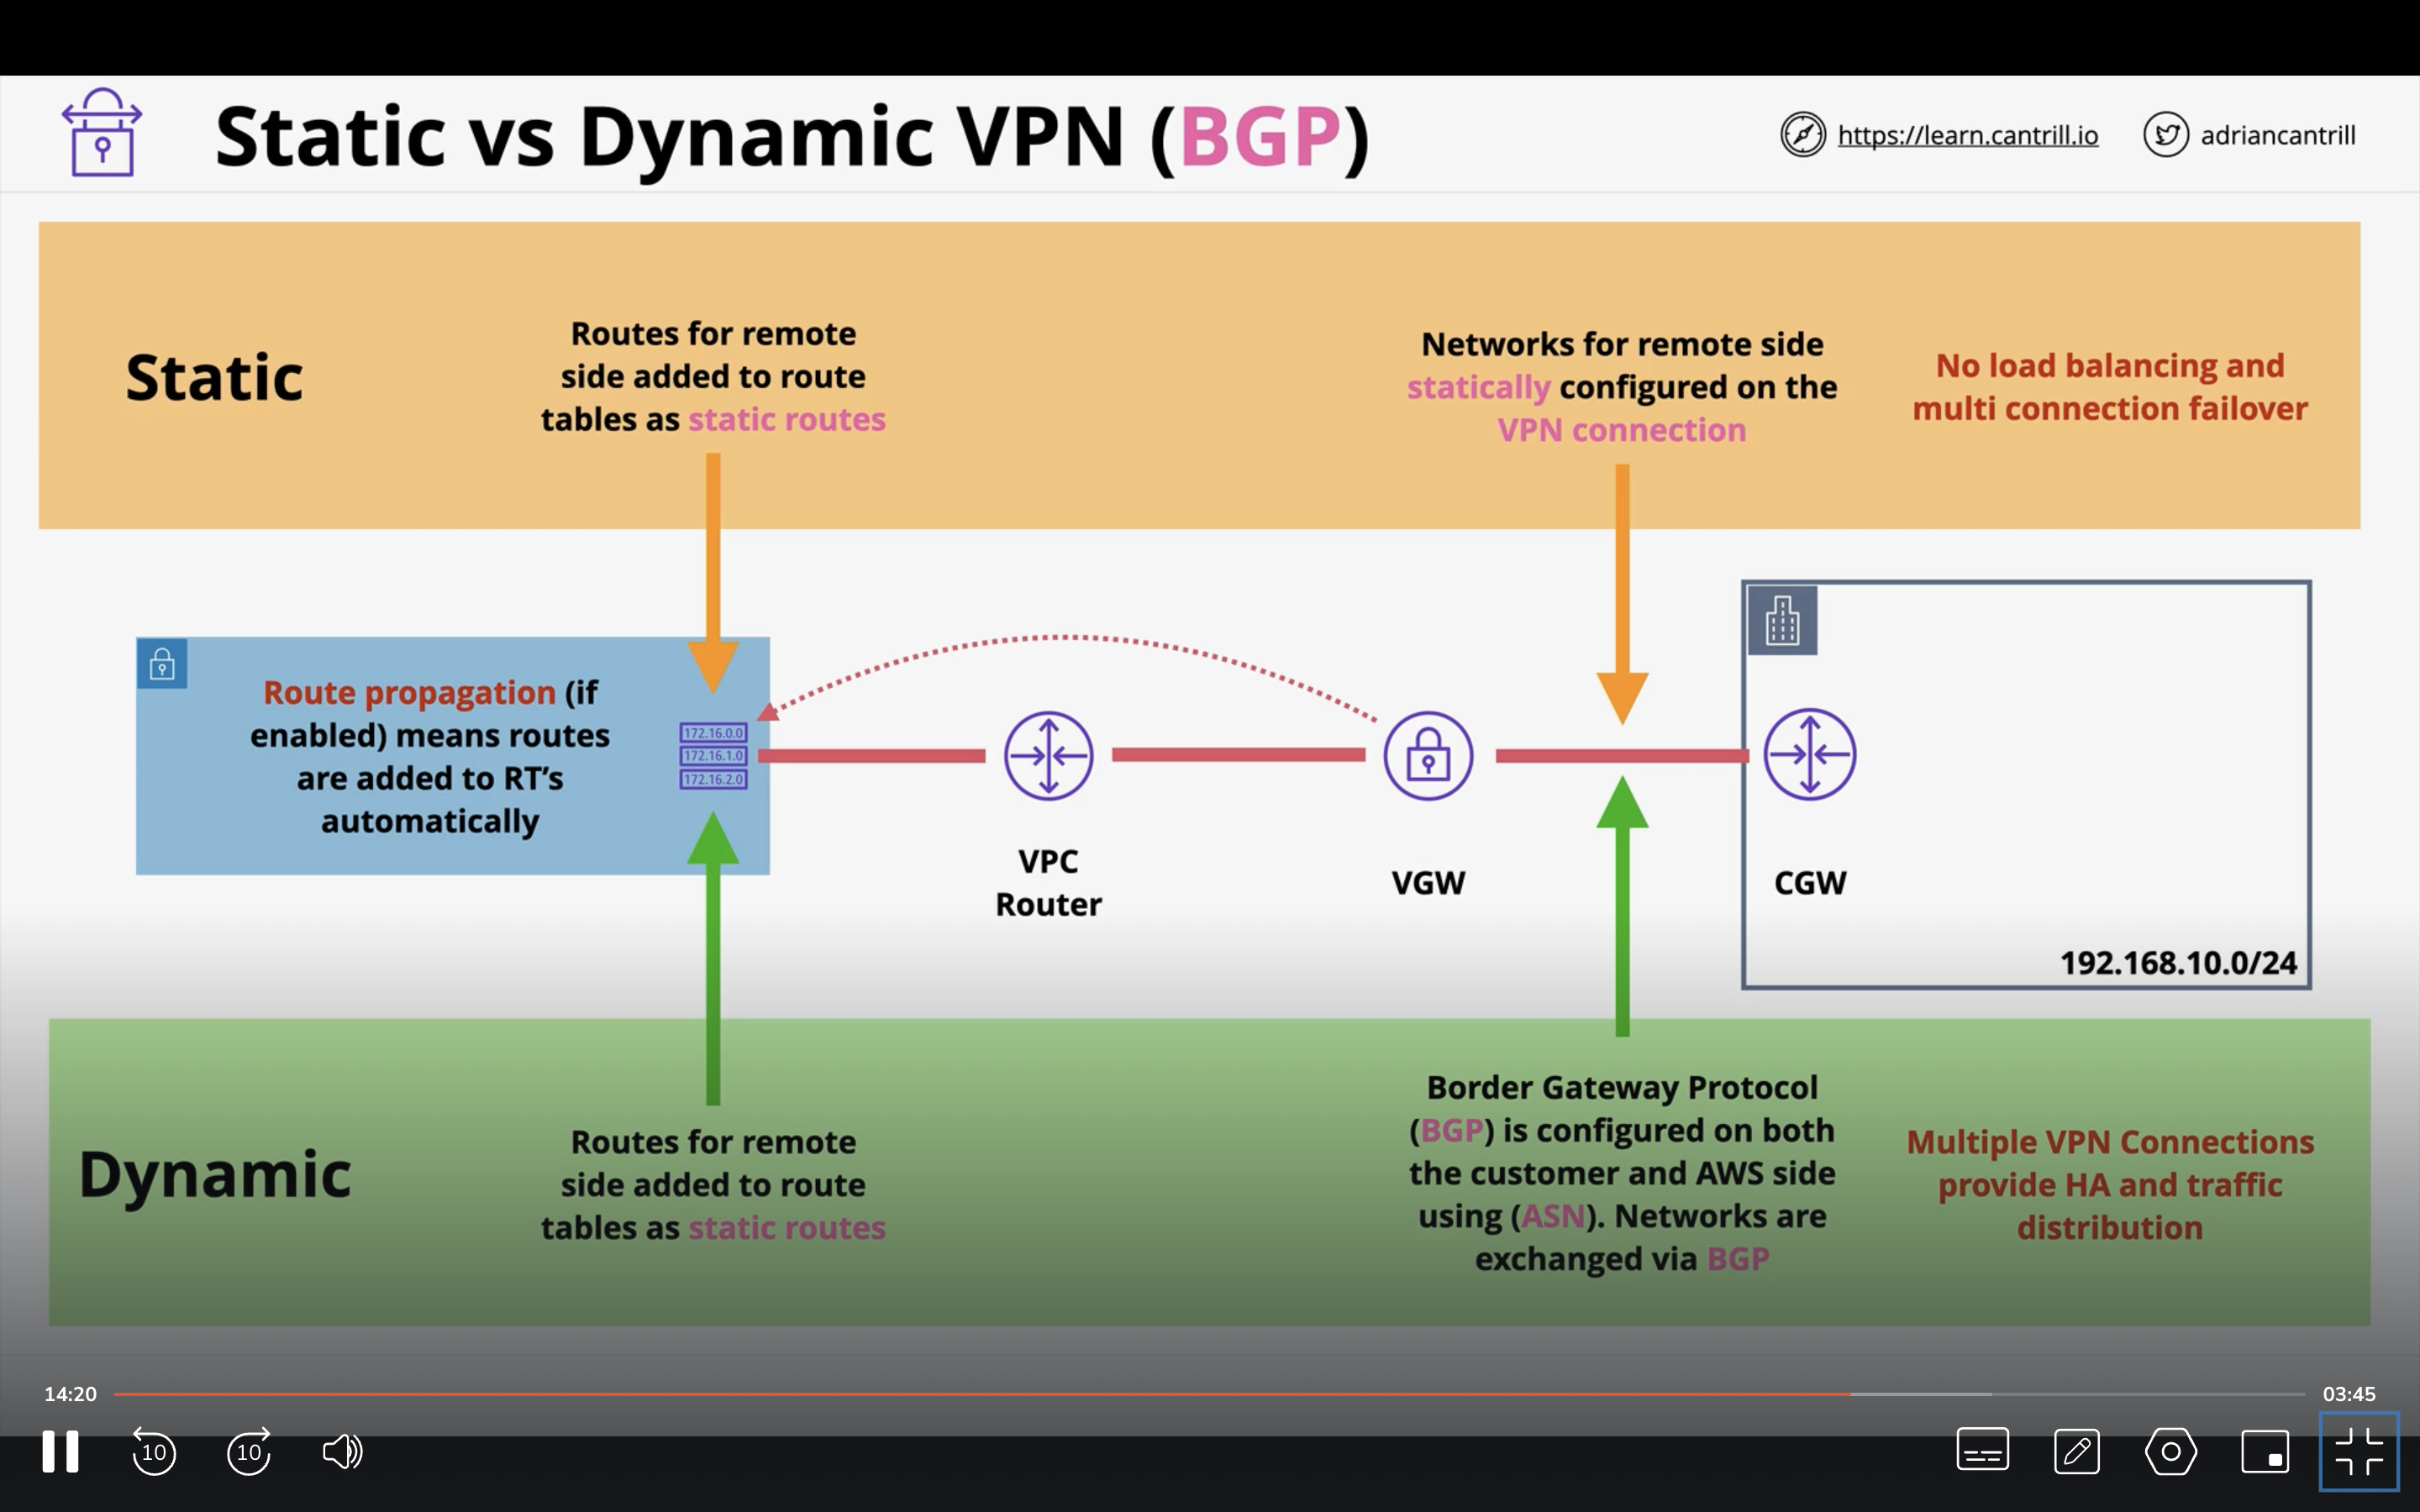 Static vs Dynamic VPN (BGP)
https://learn.cantrill.io
adriancantrill
Static
Routes for remote
side added to route
tables as static routes
Networks for remote side
statically configured on the
VPN connection
No load balancing and
multi connection failover
Route propagation (if
enabled) means routes
are added to RT's
automatically
172.16.0.0
172.16.1.0
172.16.2.0
VPC
Router
VGW
CGW
192.168.10.0/24
Dynamic
Routes for remote
side added to route
tables as static routes
Border Gateway Protocol
(BGP) is configured on both
the customer and AWS side
using (ASN). Networks are
exchanged via BGP
Multiple VPN Connections
provide HA and traffic
distribution
14:20
03:45
10
10